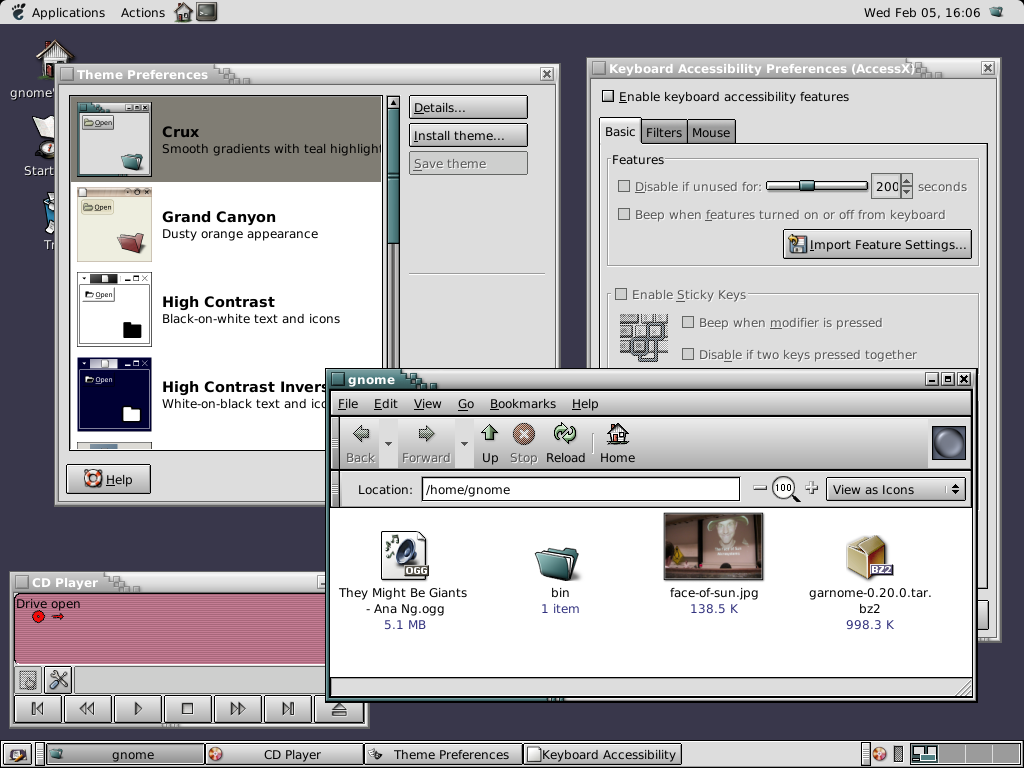 Applications Actions Wed Feb 05, 16:06
gnome'
Start
Tr
Theme Preferences
Open
Crux
Smooth gradients with teal highlight
Open
Grand Canyon
Dusty orange appearance
Open
High Contrast
Black-on-white text and icons
Open
High Contrast Invers
White-on-black text and ic
Details...
Install theme...
Save theme
Help
Keyboard Accessibility Preferences (AccessX)
Enable keyboard accessibility features
Basic Filters Mouse
Features
Disable if unused for: 200 seconds
Beep when features turned on or off from keyboard
Import Feature Settings...
Enable Sticky Keys
Beep when modifier is pressed
Disable if two keys pressed together
gnome
File Edit View Go Bookmarks Help
Back Forward Up Stop Reload Home
Location: /home/gnome 100 View as Icons
OGG
They Might Be Giants
- Ana Ng.ogg
5.1 MB
bin
1 item
face-of-sun.jpg
138.5 K
BZ2
garnome-0.20.0.tar.
bz2
998.3 K
CD Player
Drive open
gnome CD Player Theme Preferences Keyboard Accessibility